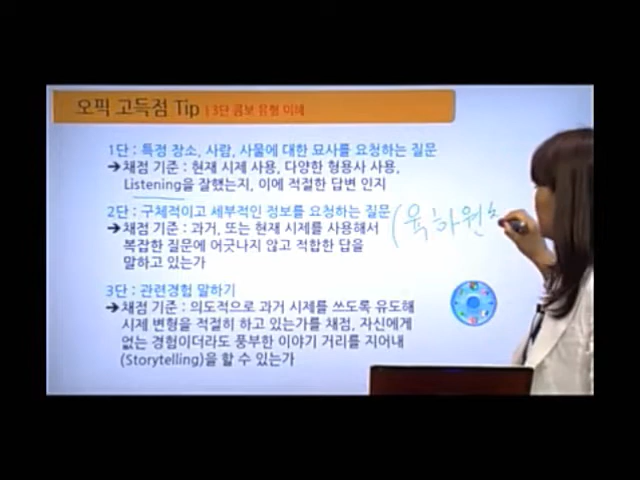 오픽 고득점 Tip | 3단 콤보 유형 이해
1단 : 특정 장소, 사람, 사물에 대한 묘사를 요청하는 질문
➔ 채점 기준 : 현재 시제 사용, 다양한 형용사 사용,
Listening을 잘했는지, 이에 적절한 답변 인지
2단 : 구체적이고 세부적인 정보를 요청하는 질문 (육하원
➔ 채점 기준 : 과거, 또는 현재 시제를 사용해서
복잡한 질문에 어긋나지 않고 적합한 답을
말하고 있는가
3단 : 관련경험 말하기
➔ 채점 기준 : 의도적으로 과거 시제를 쓰도록 유도해
시제 변형을 적절히 하고 있는가를 채점, 자신에게
없는 경험이더라도 풍부한 이야기 거리를 지어내
(Storytelling)을 할 수 있는가